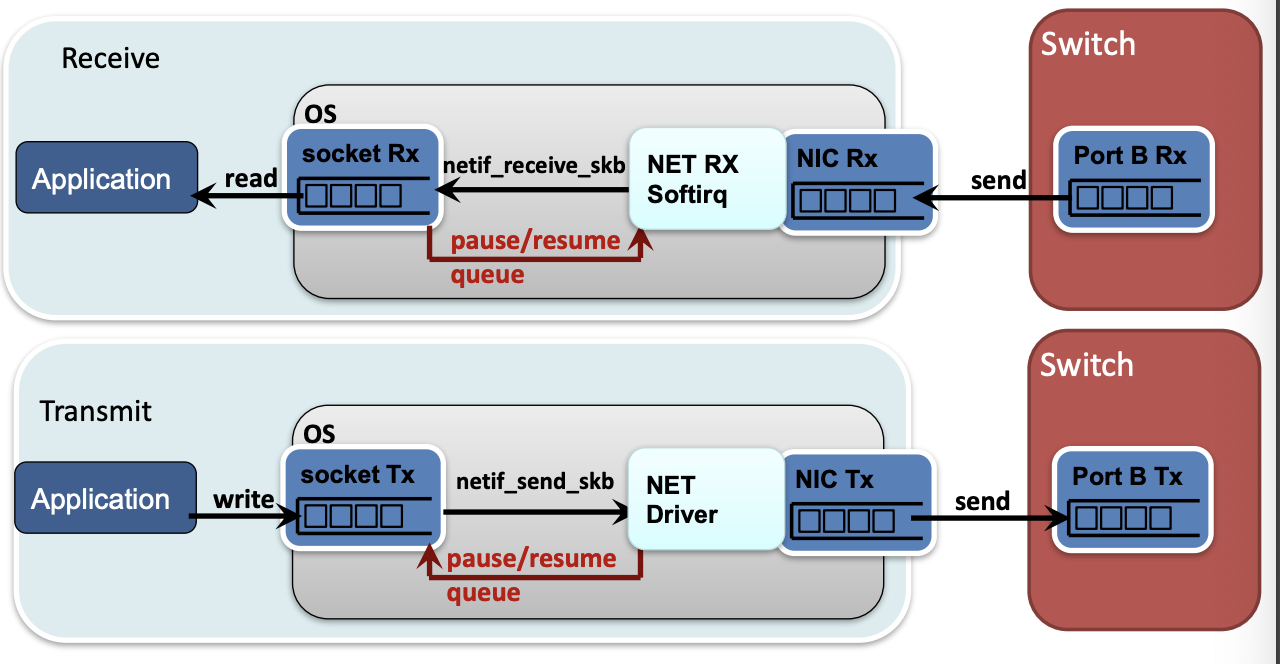 Receive
OS
Application
read
socket Rx
netif_receive_skb
NET RX
Softirq
NIC Rx
send
pause/resume
queue
Switch
Port B Rx
Transmit
OS
Application
write
socket Tx
netif_send_skb
NET
Driver
NIC Tx
send
pause/resume
queue
Switch
Port B Tx